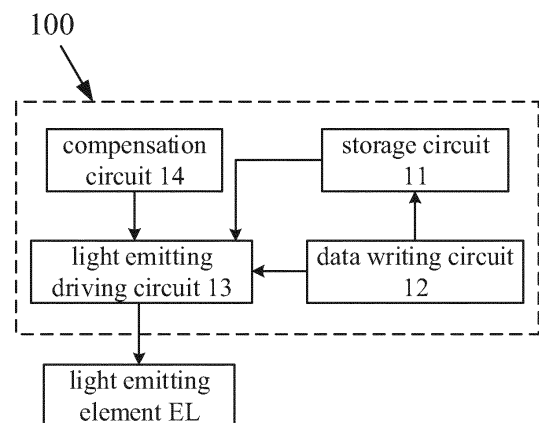 100
compensation
circuit 14
storage circuit
11
light emitting
driving circuit 13
data writing circuit
12
light emitting
element EL